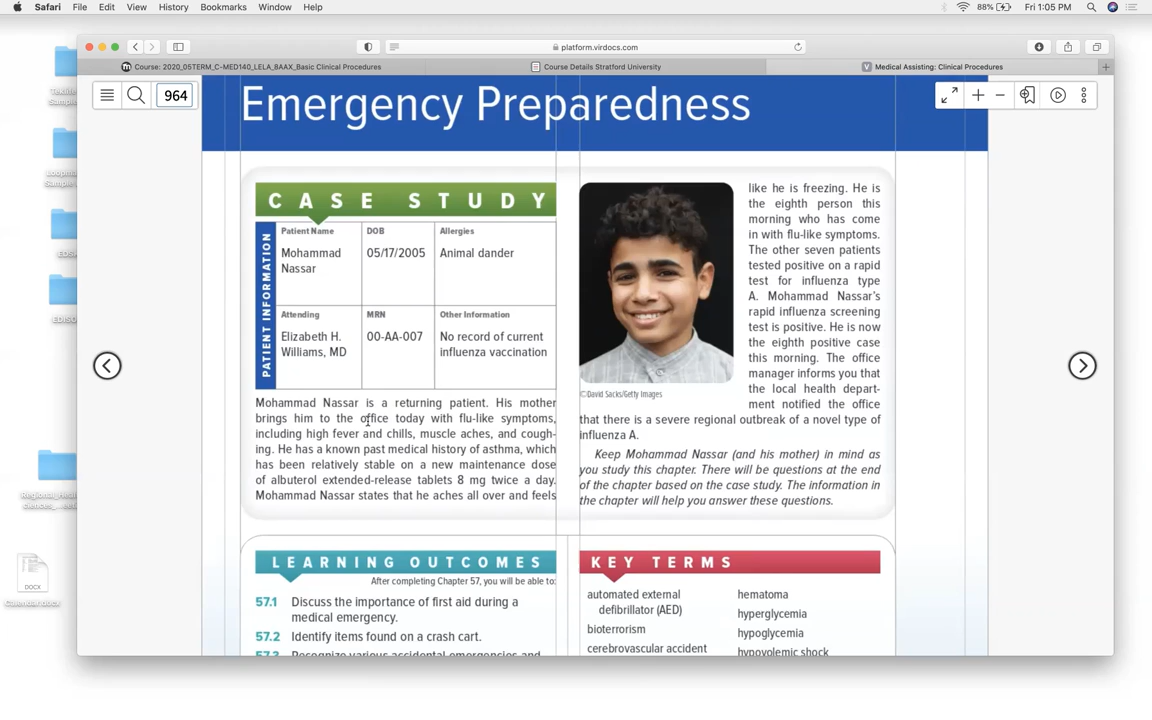 Safari File Edit View History Bookmarks Window Help
88% Fri 1:05 PM
platform.virdocs.com
Course: 2020_05TERM_C-MED140_LELA_8AAX_Basic Clinical Procedures
Course Details Stratford University
Medical Assisting: Clinical Procedures
964
Emergency Preparedness
CASE STUDY
PATIENT INFORMATION
Patient Name DOB Allergies
Mohammad 05/17/2005 Animal dander
Nassar
Attending MRN Other Information
Elizabeth H. 00-AA-007 No record of current
Williams, MD influenza vaccination
Mohammad Nassar is a returning patient. His mother
brings him to the office today with flu-like symptoms,
including high fever and chills, muscle aches, and cough-
ing. He has a known past medical history of asthma, which
has been relatively stable on a new maintenance dose
of albuterol extended-release tablets 8 mg twice a day.
Mohammad Nassar states that he aches all over and feels
©David Sacks/Getty Images
like he is freezing. He is
the eighth person this
morning who has come
in with flu-like symptoms.
The other seven patients
tested positive on a rapid
test for influenza type
A. Mohammad Nassar's
rapid influenza screening
test is positive. He is now
the eighth positive case
this morning. The office
manager informs you that
the local health depart-
ment notified the office
that there is a severe regional outbreak of a novel type of
influenza A.
Keep Mohammad Nassar (and his mother) in mind as
you study this chapter. There will be questions at the end
of the chapter based on the case study. The information in
the chapter will help you answer these questions.
LEARNING OUTCOMES
After completing Chapter 57, you will be able to:
57.1 Discuss the importance of first aid during a
medical emergency.
57.2 Identify items found on a crash cart.
57.3 Recognize various accidental emergencies and
KEY TERMS
automated external
defibrillator (AED)
bioterrorism
cerebrovascular accident
hematoma
hyperglycemia
hypoglycemia
hypovolemic shock
DOCX
Calendar.docx